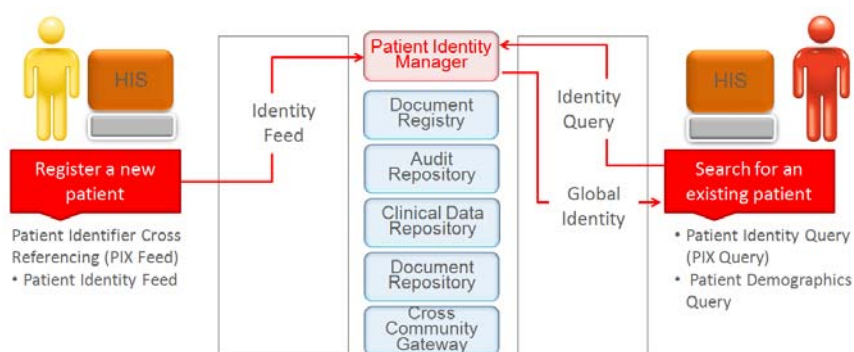 HIS
Register a new
patient
Patient Identifier Cross
Referencing (PIX Feed)
• Patient Identity Feed
Identity
Feed
Patient Identity
Manager
Document
Registry
Audit
Repository
Clinical Data
Repository
Document
Repository
Cross
Community
Gateway
Identity
Query
Global
Identity
HIS
Search for an
existing patient
• Patient Identity Query
(PIX Query)
• Patient Demographics
Query